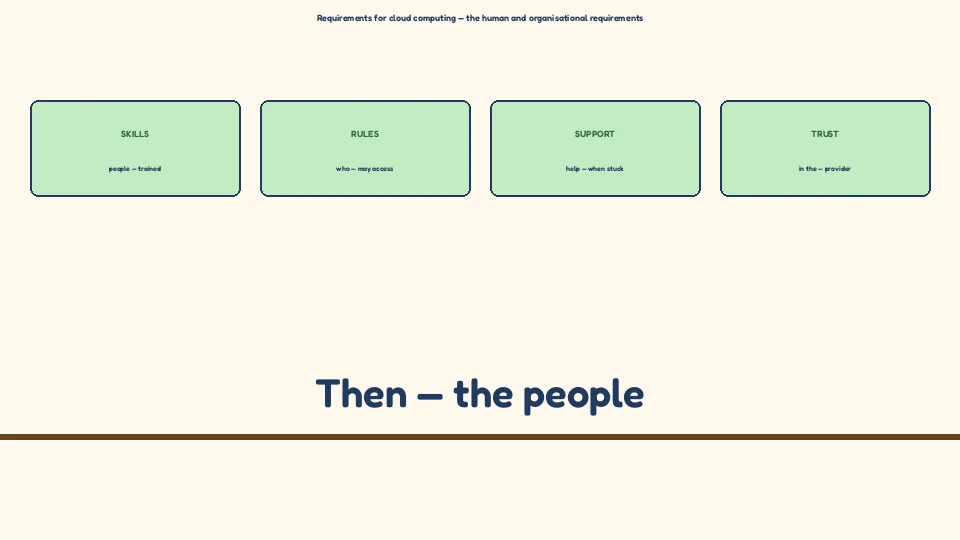 Requirements for cloud computing — the human and organisational requirements
SKILLS
people — trained
RULES
who — may access
SUPPORT
help — when stuck
TRUST
in the — provider
Then — the people